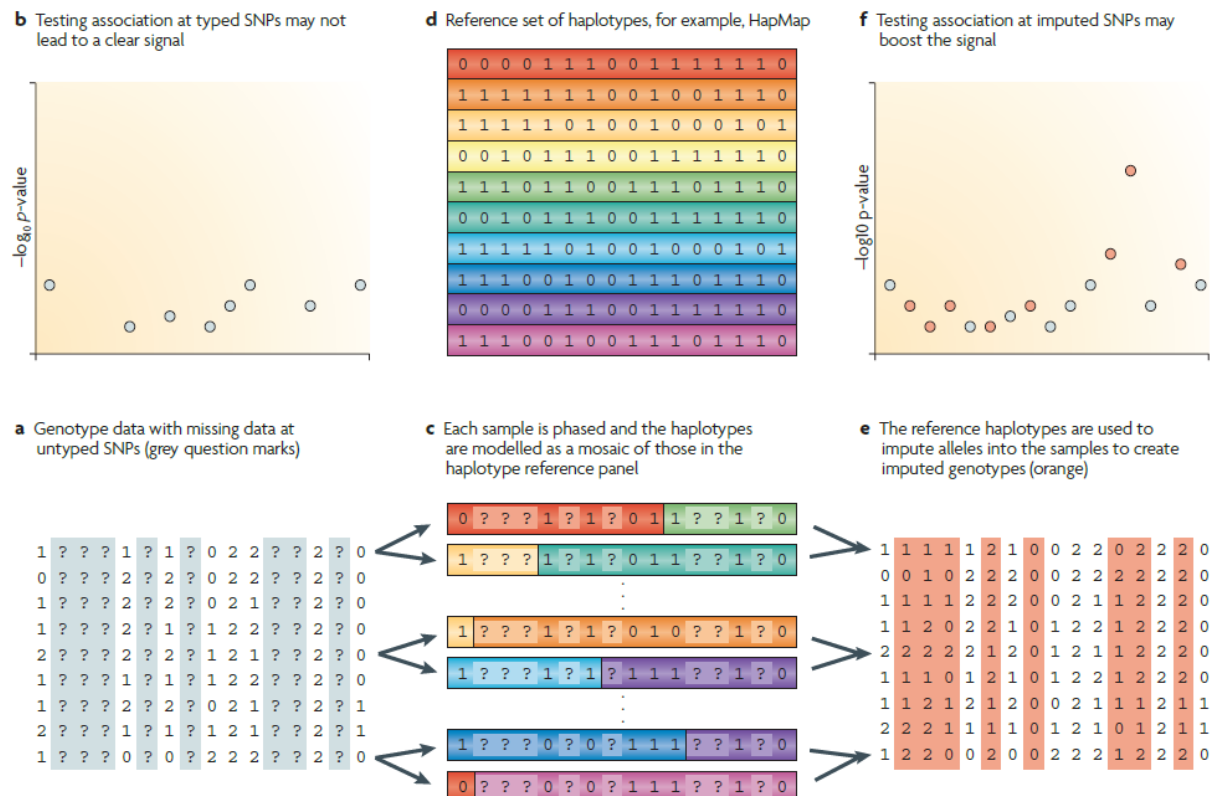 b Testing association at typed SNPs may not
lead to a clear signal
−log10 p-value
d Reference set of haplotypes, for example, HapMap
0 0 0 0 1 1 1 0 0 1 1 1 1 1 1 0
1 1 1 1 1 1 1 0 0 1 0 0 1 1 1 0
1 1 1 1 1 0 1 0 0 1 0 0 0 1 0 1
0 0 1 0 1 1 1 0 0 1 1 1 1 1 1 0
1 1 1 0 1 1 0 0 1 1 1 0 1 1 1 0
0 0 1 0 1 1 1 0 0 1 1 1 1 1 1 0
1 1 1 1 1 0 1 0 0 1 0 0 0 1 0 1
1 1 1 0 0 1 0 0 1 1 1 0 1 1 1 0
0 0 0 0 1 1 1 0 0 1 1 1 1 1 1 0
1 1 1 0 0 1 0 0 1 1 1 0 1 1 1 0
f Testing association at imputed SNPs may
boost the signal
−log10 p-value
a Genotype data with missing data at
untyped SNPs (grey question marks)
1 ? ? ? 1 ? 1 ? 0 2 2 ? ? 2 ? 0
0 ? ? ? 2 ? 2 ? 0 2 2 ? ? 2 ? 0
1 ? ? ? 2 ? 2 ? 0 2 1 ? ? 2 ? 0
1 ? ? ? 2 ? 1 ? 1 2 2 ? ? 2 ? 0
2 ? ? ? 2 ? 2 ? 1 2 1 ? ? 2 ? 0
1 ? ? ? 1 ? 1 ? 1 2 2 ? ? 2 ? 0
1 ? ? ? 2 ? 2 ? 0 2 1 ? ? 2 ? 1
2 ? ? ? 1 ? 1 ? 1 2 1 ? ? 2 ? 1
1 ? ? ? 0 ? 0 ? 2 2 2 ? ? 2 ? 0
c Each sample is phased and the haplotypes
are modelled as a mosaic of those in the
haplotype reference panel
0 ? ? ? 1 ? 1 ? 0 1 1 ? ? 1 ? 0
1 ? ? ? 1 ? 1 ? 0 1 1 ? ? 1 ? 0
1 ? ? ? 1 ? 1 ? 0 1 0 ? ? 1 ? 0
1 ? ? ? 1 ? 1 ? 1 1 1 ? ? 1 ? 0
1 ? ? ? 0 ? 0 ? 1 1 1 ? ? 1 ? 0
0 ? ? ? 0 ? 0 ? 1 1 1 ? ? 1 ? 0
e The reference haplotypes are used to
impute alleles into the samples to create
imputed genotypes (orange)
1 1 1 1 1 2 1 0 0 2 2 0 2 2 2 0
0 0 1 0 2 2 2 0 0 2 2 2 2 2 2 0
1 1 1 1 2 2 2 0 0 2 1 1 2 2 2 0
1 1 2 0 2 2 1 0 1 2 2 1 2 2 2 0
2 2 2 2 2 1 2 0 1 2 1 1 2 2 2 0
1 1 1 0 1 2 1 0 1 2 2 1 2 2 2 0
1 1 2 1 2 1 2 0 0 2 1 1 1 2 1 1
2 2 2 1 1 1 1 0 1 2 1 0 1 2 1 1
1 2 2 0 0 2 0 0 2 2 2 1 2 2 2 0